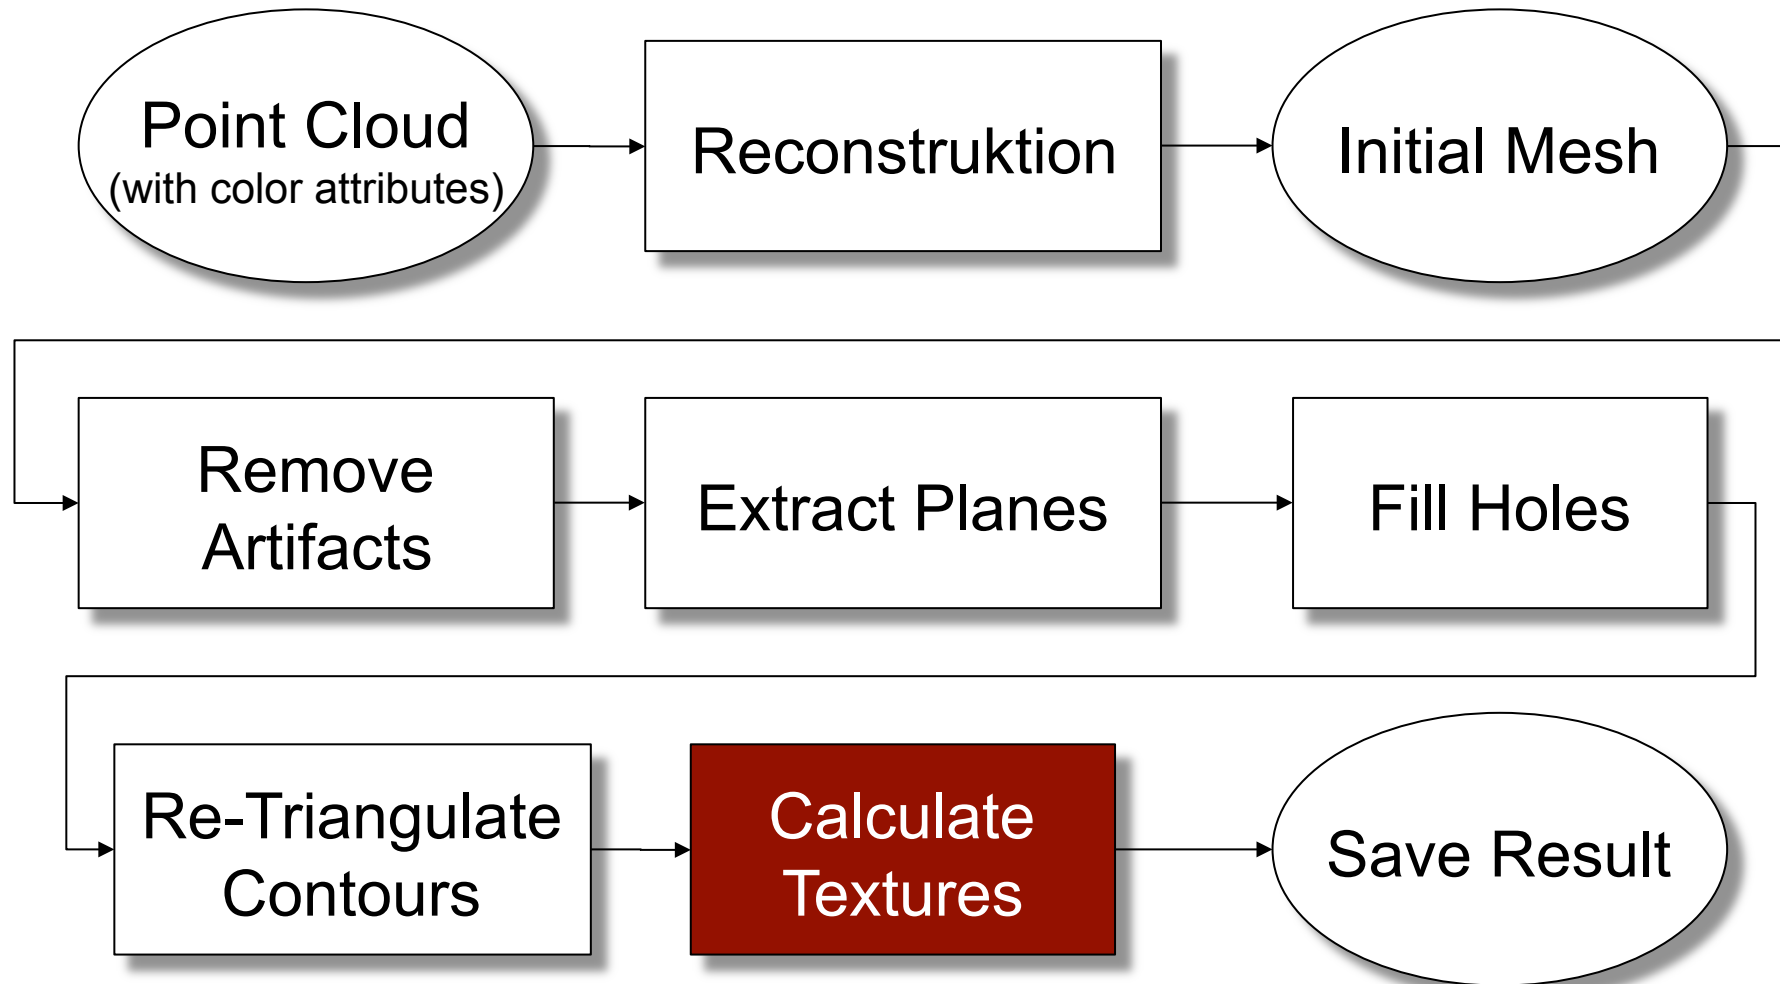 Point Cloud
(with color attributes)
Reconstruktion
Initial Mesh
Remove
Artifacts
Extract Planes
Fill Holes
Re-Triangulate
Contours
Calculate
Textures
Save Result